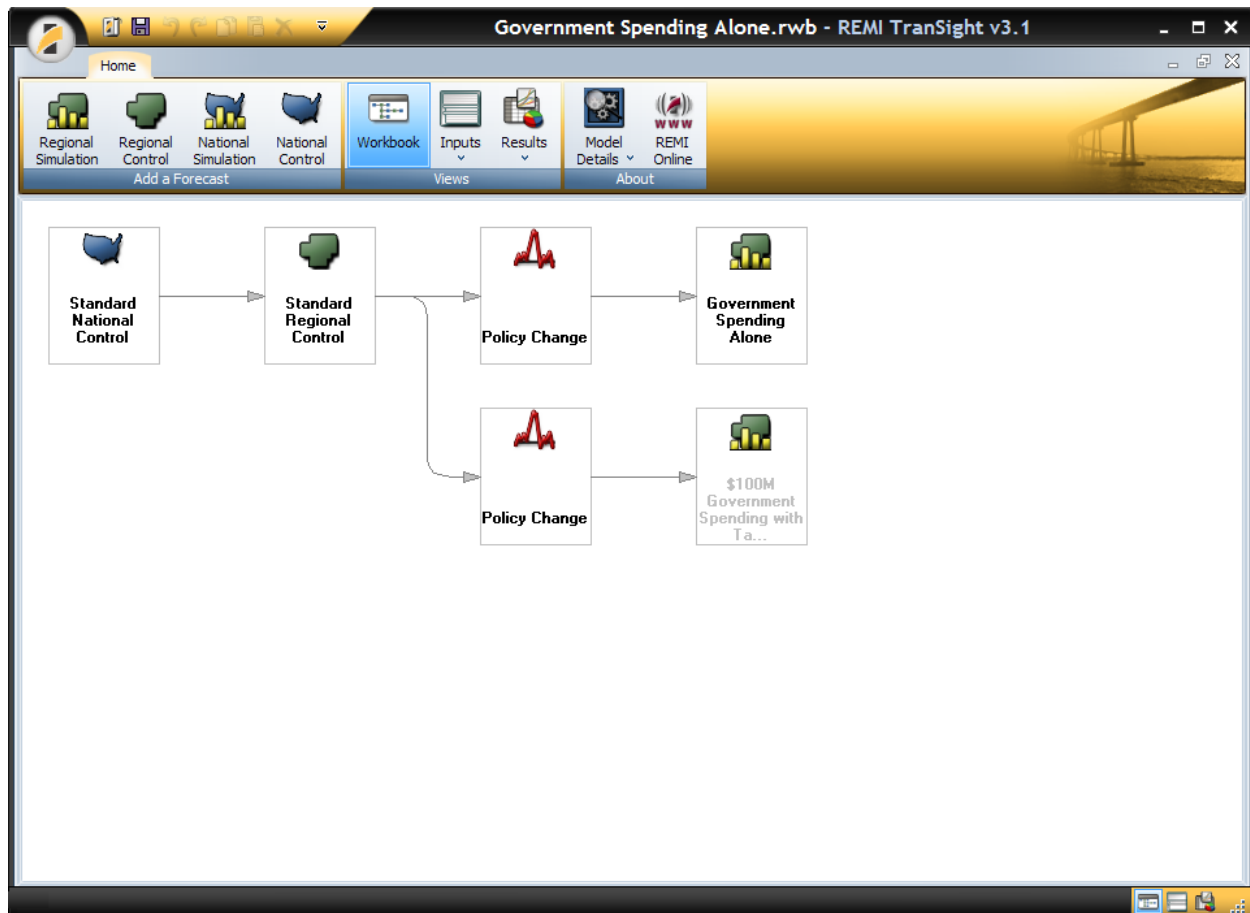 Government Spending Alone.rwb - REMI TranSight v3.1
Home
Regional
Simulation
Regional
Control
National
Simulation
National
Control
Add a Forecast
Workbook
Inputs
Results
Views
Model
Details
WWW
REMI
Online
About
Standard
National
Control
Standard
Regional
Control
Policy Change
Government
Spending
Alone
Policy Change
$100M
Government
Spending with
Ta...